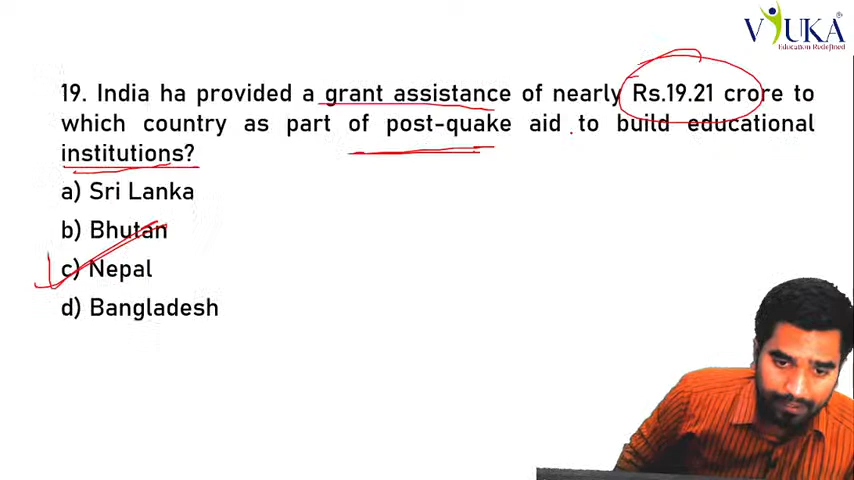 VYUKA
Education Redefined
19. India ha provided a grant assistance of nearly Rs.19.21 crore to
which country as part of post-quake aid to build educational
institutions?
a) Sri Lanka
b) Bhutan
c) Nepal
d) Bangladesh